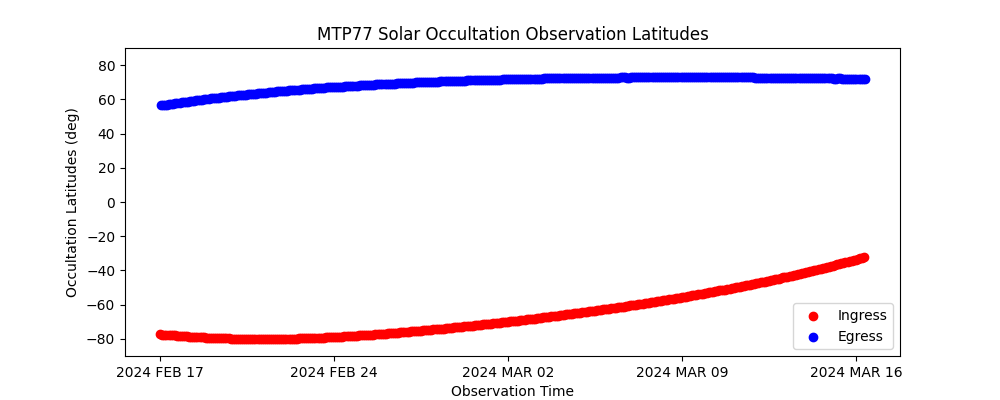 MTP77 Solar Occultation Observation Latitudes
Occultation Latitudes (deg)
80
60
40
20
0
−20
−40
−60
−80
Ingress
Egress
2024 FEB 17
2024 FEB 24
2024 MAR 02
2024 MAR 09
2024 MAR 16
Observation Time